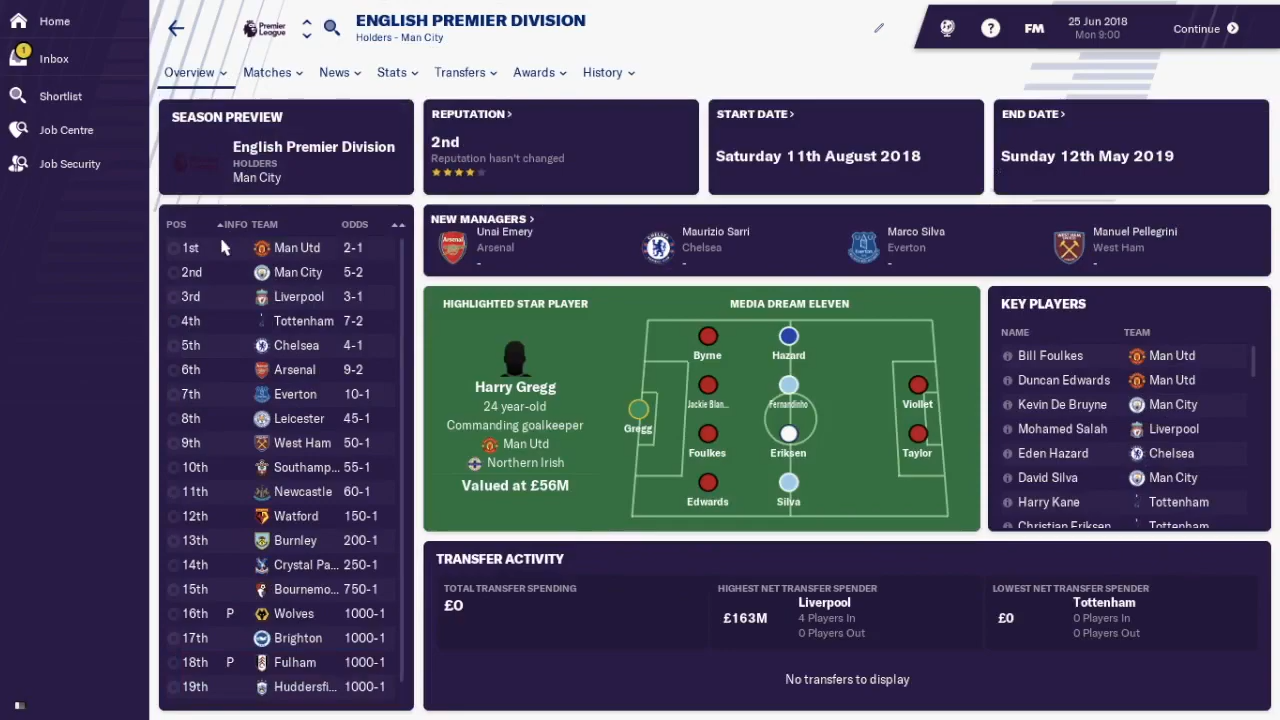 Home
1
Inbox
Shortlist
Job Centre
Job Security
Premier League
ENGLISH PREMIER DIVISION
Holders - Man City
?
FM
25 Jun 2018
Mon 9:00
Continue
Overview
Matches
News
Stats
Transfers
Awards
History
SEASON PREVIEW
English Premier Division
HOLDERS
Man City
REPUTATION
2nd
Reputation hasn't changed
START DATE
Saturday 11th August 2018
END DATE
Sunday 12th May 2019
POS INFO TEAM ODDS
1st Man Utd 2-1
2nd Man City 5-2
3rd Liverpool 3-1
4th Tottenham 7-2
5th Chelsea 4-1
6th Arsenal 9-2
7th Everton 10-1
8th Leicester 45-1
9th West Ham 50-1
10th Southamp... 55-1
11th Newcastle 60-1
12th Watford 150-1
13th Burnley 200-1
14th Crystal Pa... 250-1
15th Bournemo... 750-1
16th P Wolves 1000-1
17th Brighton 1000-1
18th P Fulham 1000-1
19th Huddersfi... 1000-1
NEW MANAGERS
Unai Emery
Arsenal
-
Maurizio Sarri
Chelsea
-
Marco Silva
Everton
-
Manuel Pellegrini
West Ham
-
HIGHLIGHTED STAR PLAYER
Harry Gregg
24 year-old
Commanding goalkeeper
Man Utd
Northern Irish
Valued at £56M
MEDIA DREAM ELEVEN
Byrne
Hazard
Jackie Blan...
Fernandinho
Viollet
Gregg
Foulkes
Eriksen
Taylor
Edwards
Silva
KEY PLAYERS
NAME TEAM
Bill Foulkes Man Utd
Duncan Edwards Man Utd
Kevin De Bruyne Man City
Mohamed Salah Liverpool
Eden Hazard Chelsea
David Silva Man City
Harry Kane Tottenham
Christian Eriksen Tottenham
TRANSFER ACTIVITY
TOTAL TRANSFER SPENDING
£0
HIGHEST NET TRANSFER SPENDER
£163M
Liverpool
4 Players In
0 Players Out
LOWEST NET TRANSFER SPENDER
£0
Tottenham
0 Players In
0 Players Out
No transfers to display